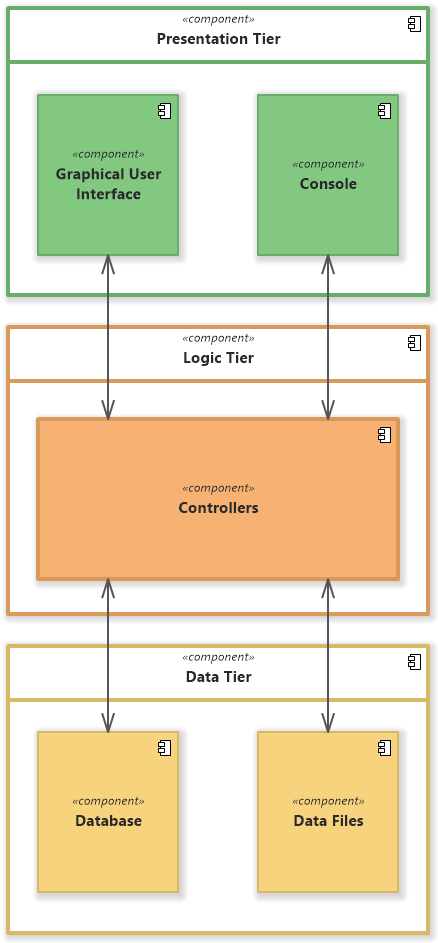 «component»
Presentation Tier
«component»
Graphical User
Interface
«component»
Console
«component»
Logic Tier
«component»
Controllers
«component»
Data Tier
«component»
Database
«component»
Data Files